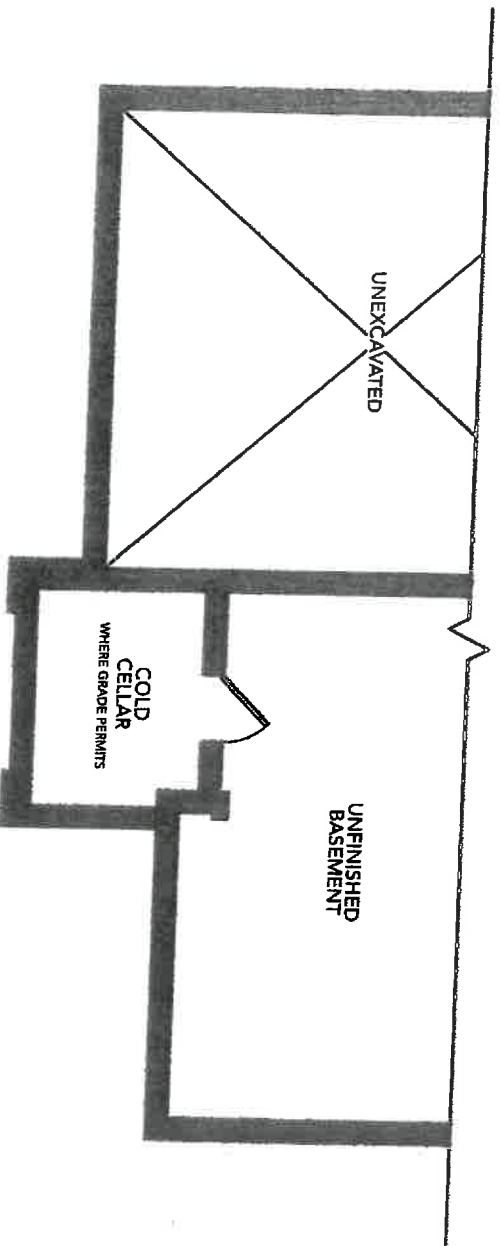 UNEXCAVATED
COLD
CELLAR
WHERE GRADE PERMITS
UNFINISHED
BASEMENT